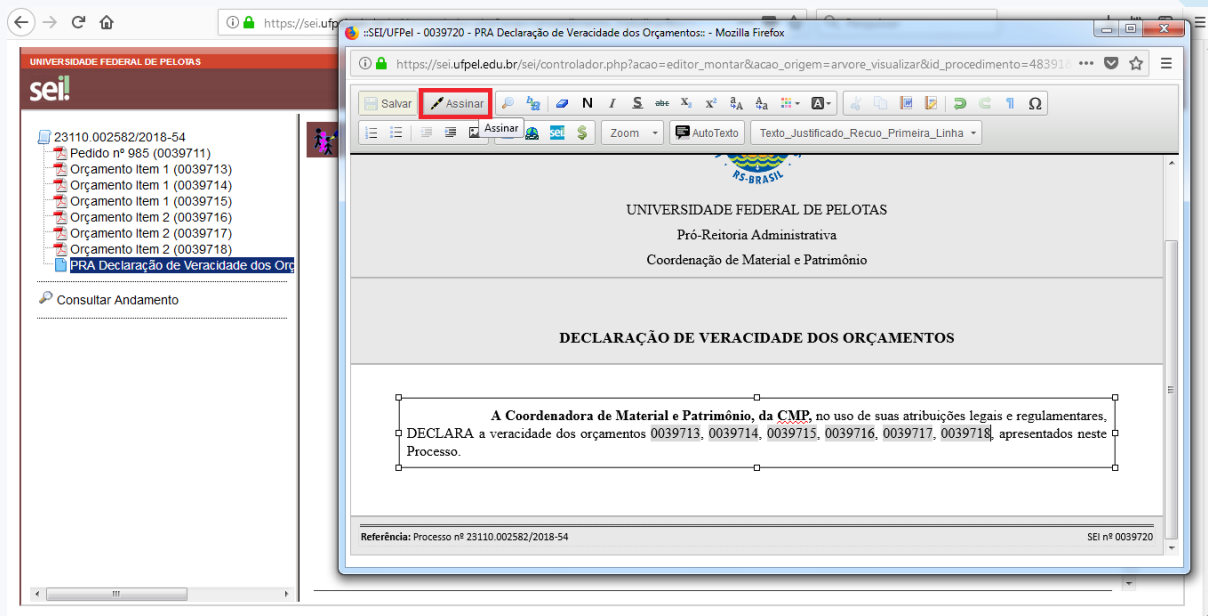 https://sei.ufp
::SEI/UFPel - 0039720 - PRA Declaração de Veracidade dos Orçamentos:: - Mozilla Firefox
https://sei.ufpel.edu.br/sei/controlador.php?acao=editor_montar&acao_origem=arvore_visualizar&id_procedimento=483918
UNIVERSIDADE FEDERAL DE PELOTAS
sei!
Salvar Assinar N I S abc X₂ X² Ω
Assinar sei $ Zoom AutoTexto Texto_Justificado_Recuo_Primeira_Linha
23110.002582/2018-54
Pedido nº 985 (0039711)
Orçamento Item 1 (0039713)
Orçamento Item 1 (0039714)
Orçamento Item 1 (0039715)
Orçamento Item 2 (0039716)
Orçamento Item 2 (0039717)
Orçamento Item 2 (0039718)
PRA Declaração de Veracidade dos Orç
Consultar Andamento
RS-BRASIL
UNIVERSIDADE FEDERAL DE PELOTAS
Pró-Reitoria Administrativa
Coordenação de Material e Patrimônio
DECLARAÇÃO DE VERACIDADE DOS ORÇAMENTOS
A Coordenadora de Material e Patrimônio, da CMP, no uso de suas atribuições legais e regulamentares,
DECLARA a veracidade dos orçamentos 0039713, 0039714, 0039715, 0039716, 0039717, 0039718, apresentados neste
Processo.
Referência: Processo nº 23110.002582/2018-54 SEI nº 0039720